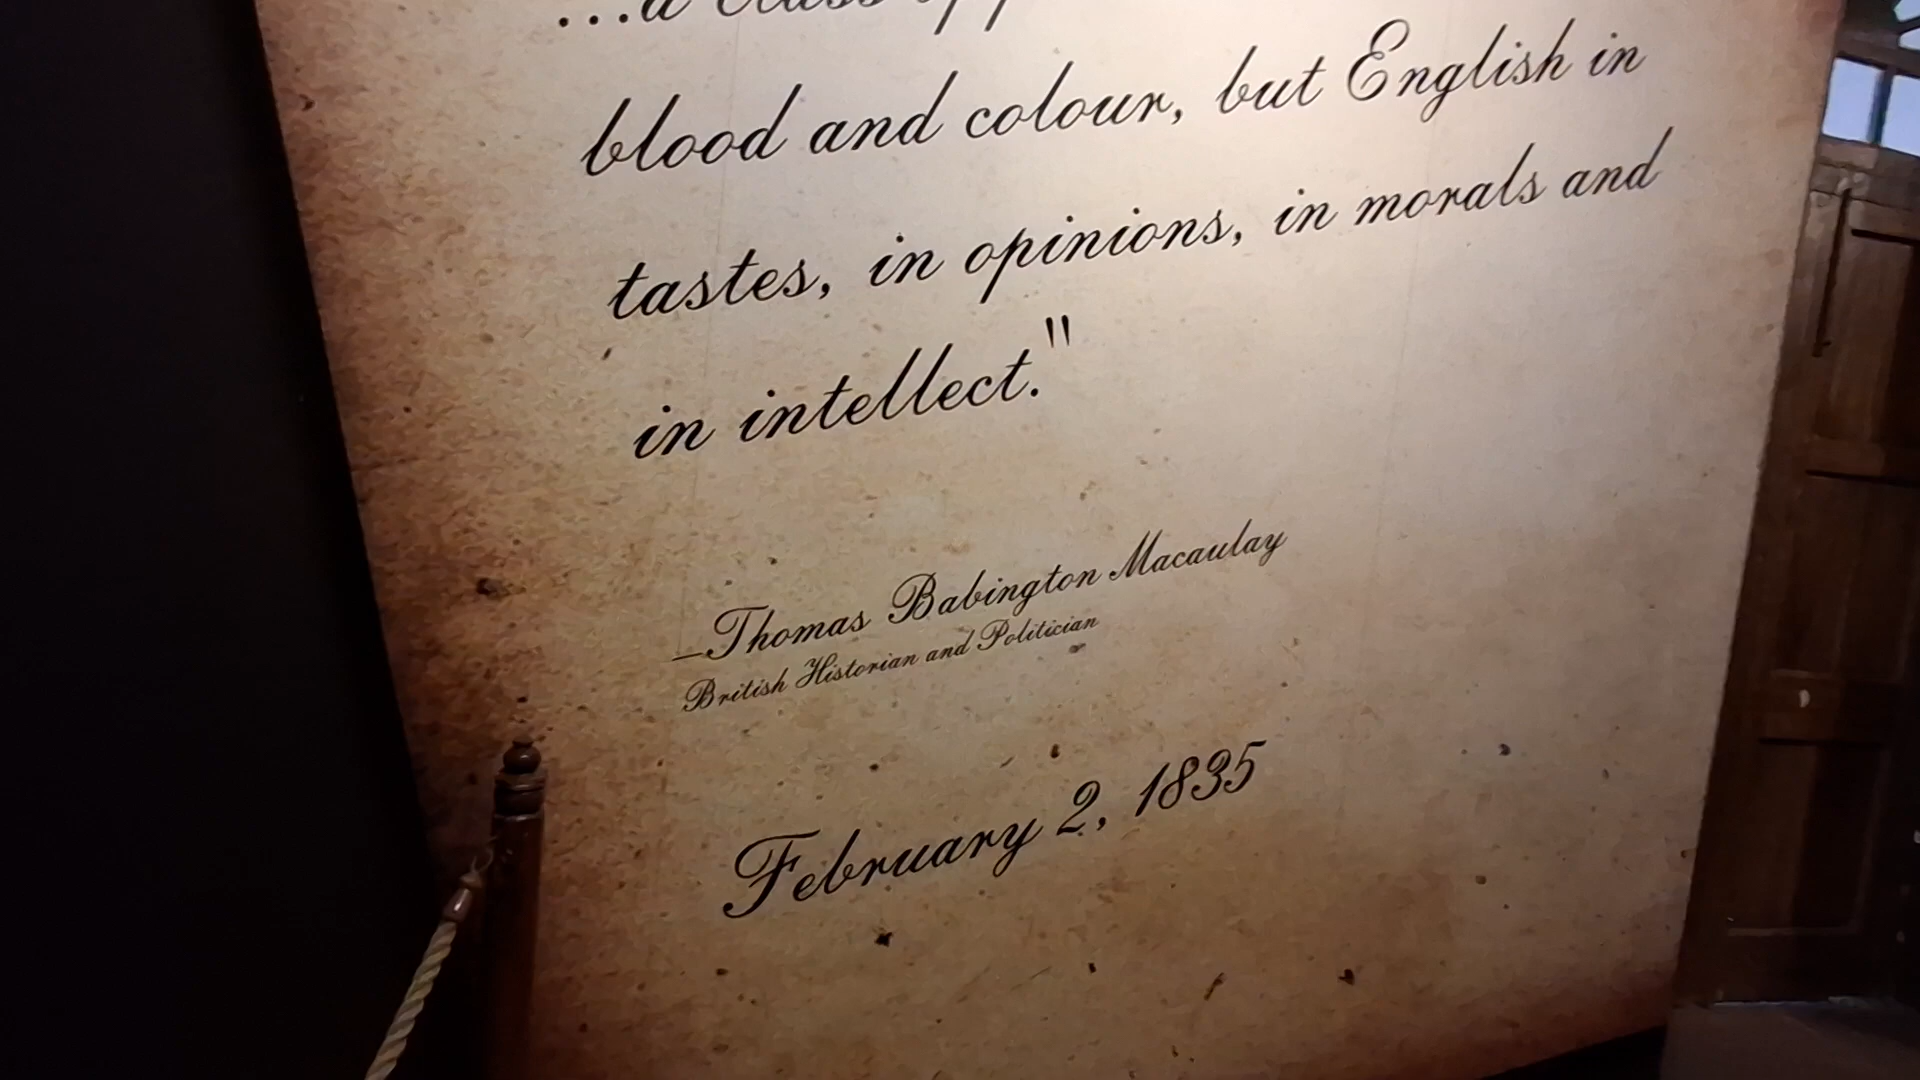 ...a class
blood and colour, but English in
tastes, in opinions, in morals and
in intellect."
—Thomas Babington Macaulay
British Historian and Politician
February 2, 1835